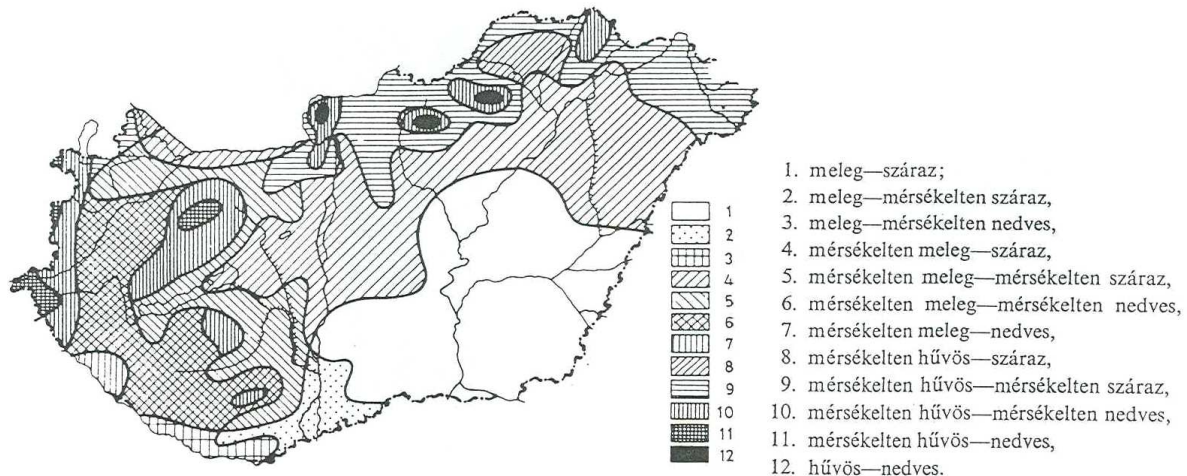 1
2
3
4
5
6
7
8
9
10
11
12
1. meleg—száraz;
2. meleg—mérsékelten száraz,
3. meleg—mérsékelten nedves,
4. mérsékelten meleg—száraz,
5. mérsékelten meleg—mérsékelten száraz,
6. mérsékelten meleg—mérsékelten nedves,
7. mérsékelten meleg—nedves,
8. mérsékelten hűvös—száraz,
9. mérsékelten hűvös—mérsékelten száraz,
10. mérsékelten hűvös—mérsékelten nedves,
11. mérsékelten hűvös—nedves,
12. hűvös—nedves.